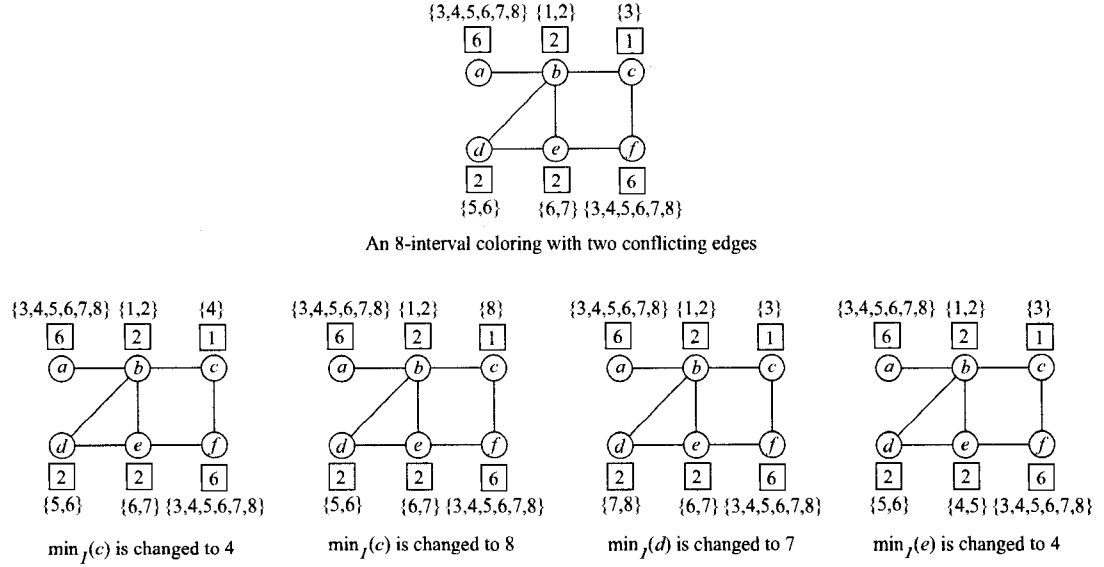 {3,4,5,6,7,8} {1,2} {3}
6 2 1
a b c
d e f
2 2 6
{5,6} {6,7} {3,4,5,6,7,8}
An 8-interval coloring with two conflicting edges
{3,4,5,6,7,8} {1,2} {4}
6 2 1
a b c
d e f
2 2 6
{5,6} {6,7} {3,4,5,6,7,8}
min_I(c) is changed to 4
{3,4,5,6,7,8} {1,2} {8}
6 2 1
a b c
d e f
2 2 6
{5,6} {6,7} {3,4,5,6,7,8}
min_I(c) is changed to 8
{3,4,5,6,7,8} {1,2} {3}
6 2 1
a b c
d e f
2 2 6
{7,8} {6,7} {3,4,5,6,7,8}
min_I(d) is changed to 7
{3,4,5,6,7,8} {1,2} {3}
6 2 1
a b c
d e f
2 2 6
{5,6} {4,5} {3,4,5,6,7,8}
min_I(e) is changed to 4